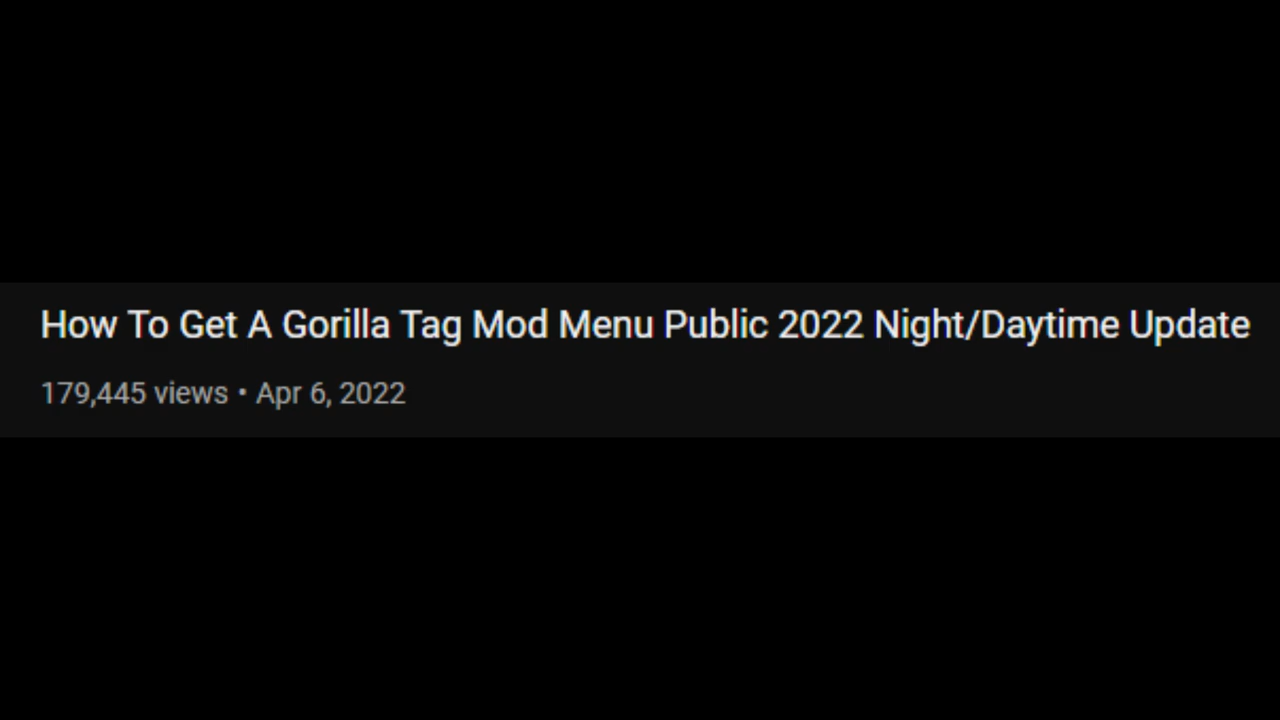 How To Get A Gorilla Tag Mod Menu Public 2022 Night/Daytime Update
179,445 views • Apr 6, 2022